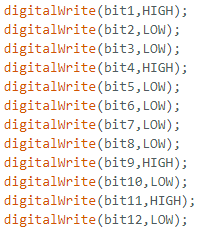 digitalWrite(bit1,HIGH);
digitalWrite(bit2,LOW);
digitalWrite(bit3,LOW);
digitalWrite(bit4,HIGH);
digitalWrite(bit5,LOW);
digitalWrite(bit6,LOW);
digitalWrite(bit7,LOW);
digitalWrite(bit8,LOW);
digitalWrite(bit9,HIGH);
digitalWrite(bit10,LOW);
digitalWrite(bit11,HIGH);
digitalWrite(bit12,LOW);